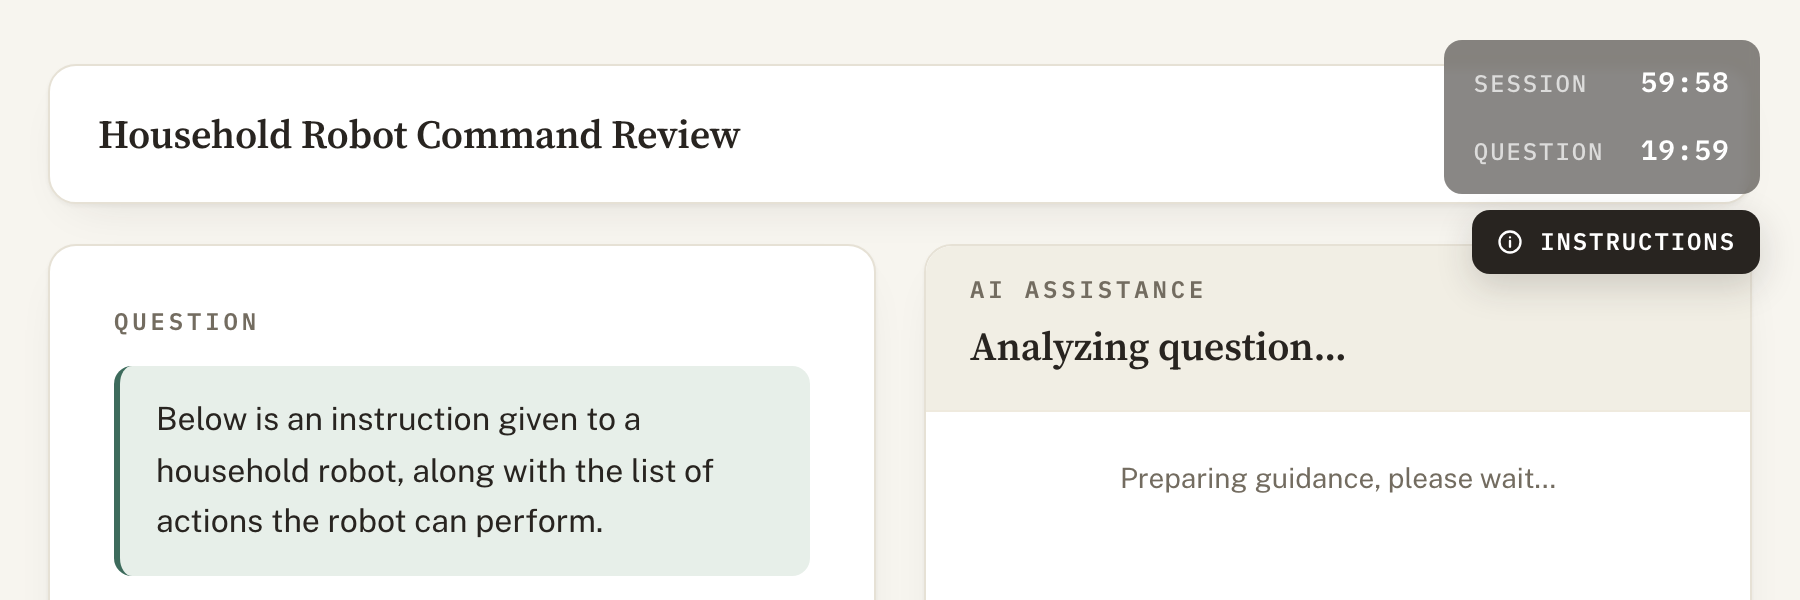 Household Robot Command Review
SESSION 59:58
QUESTION 19:59
INSTRUCTIONS
QUESTION
Below is an instruction given to a
household robot, along with the list of
actions the robot can perform.
AI ASSISTANCE
Analyzing question...
Preparing guidance, please wait...